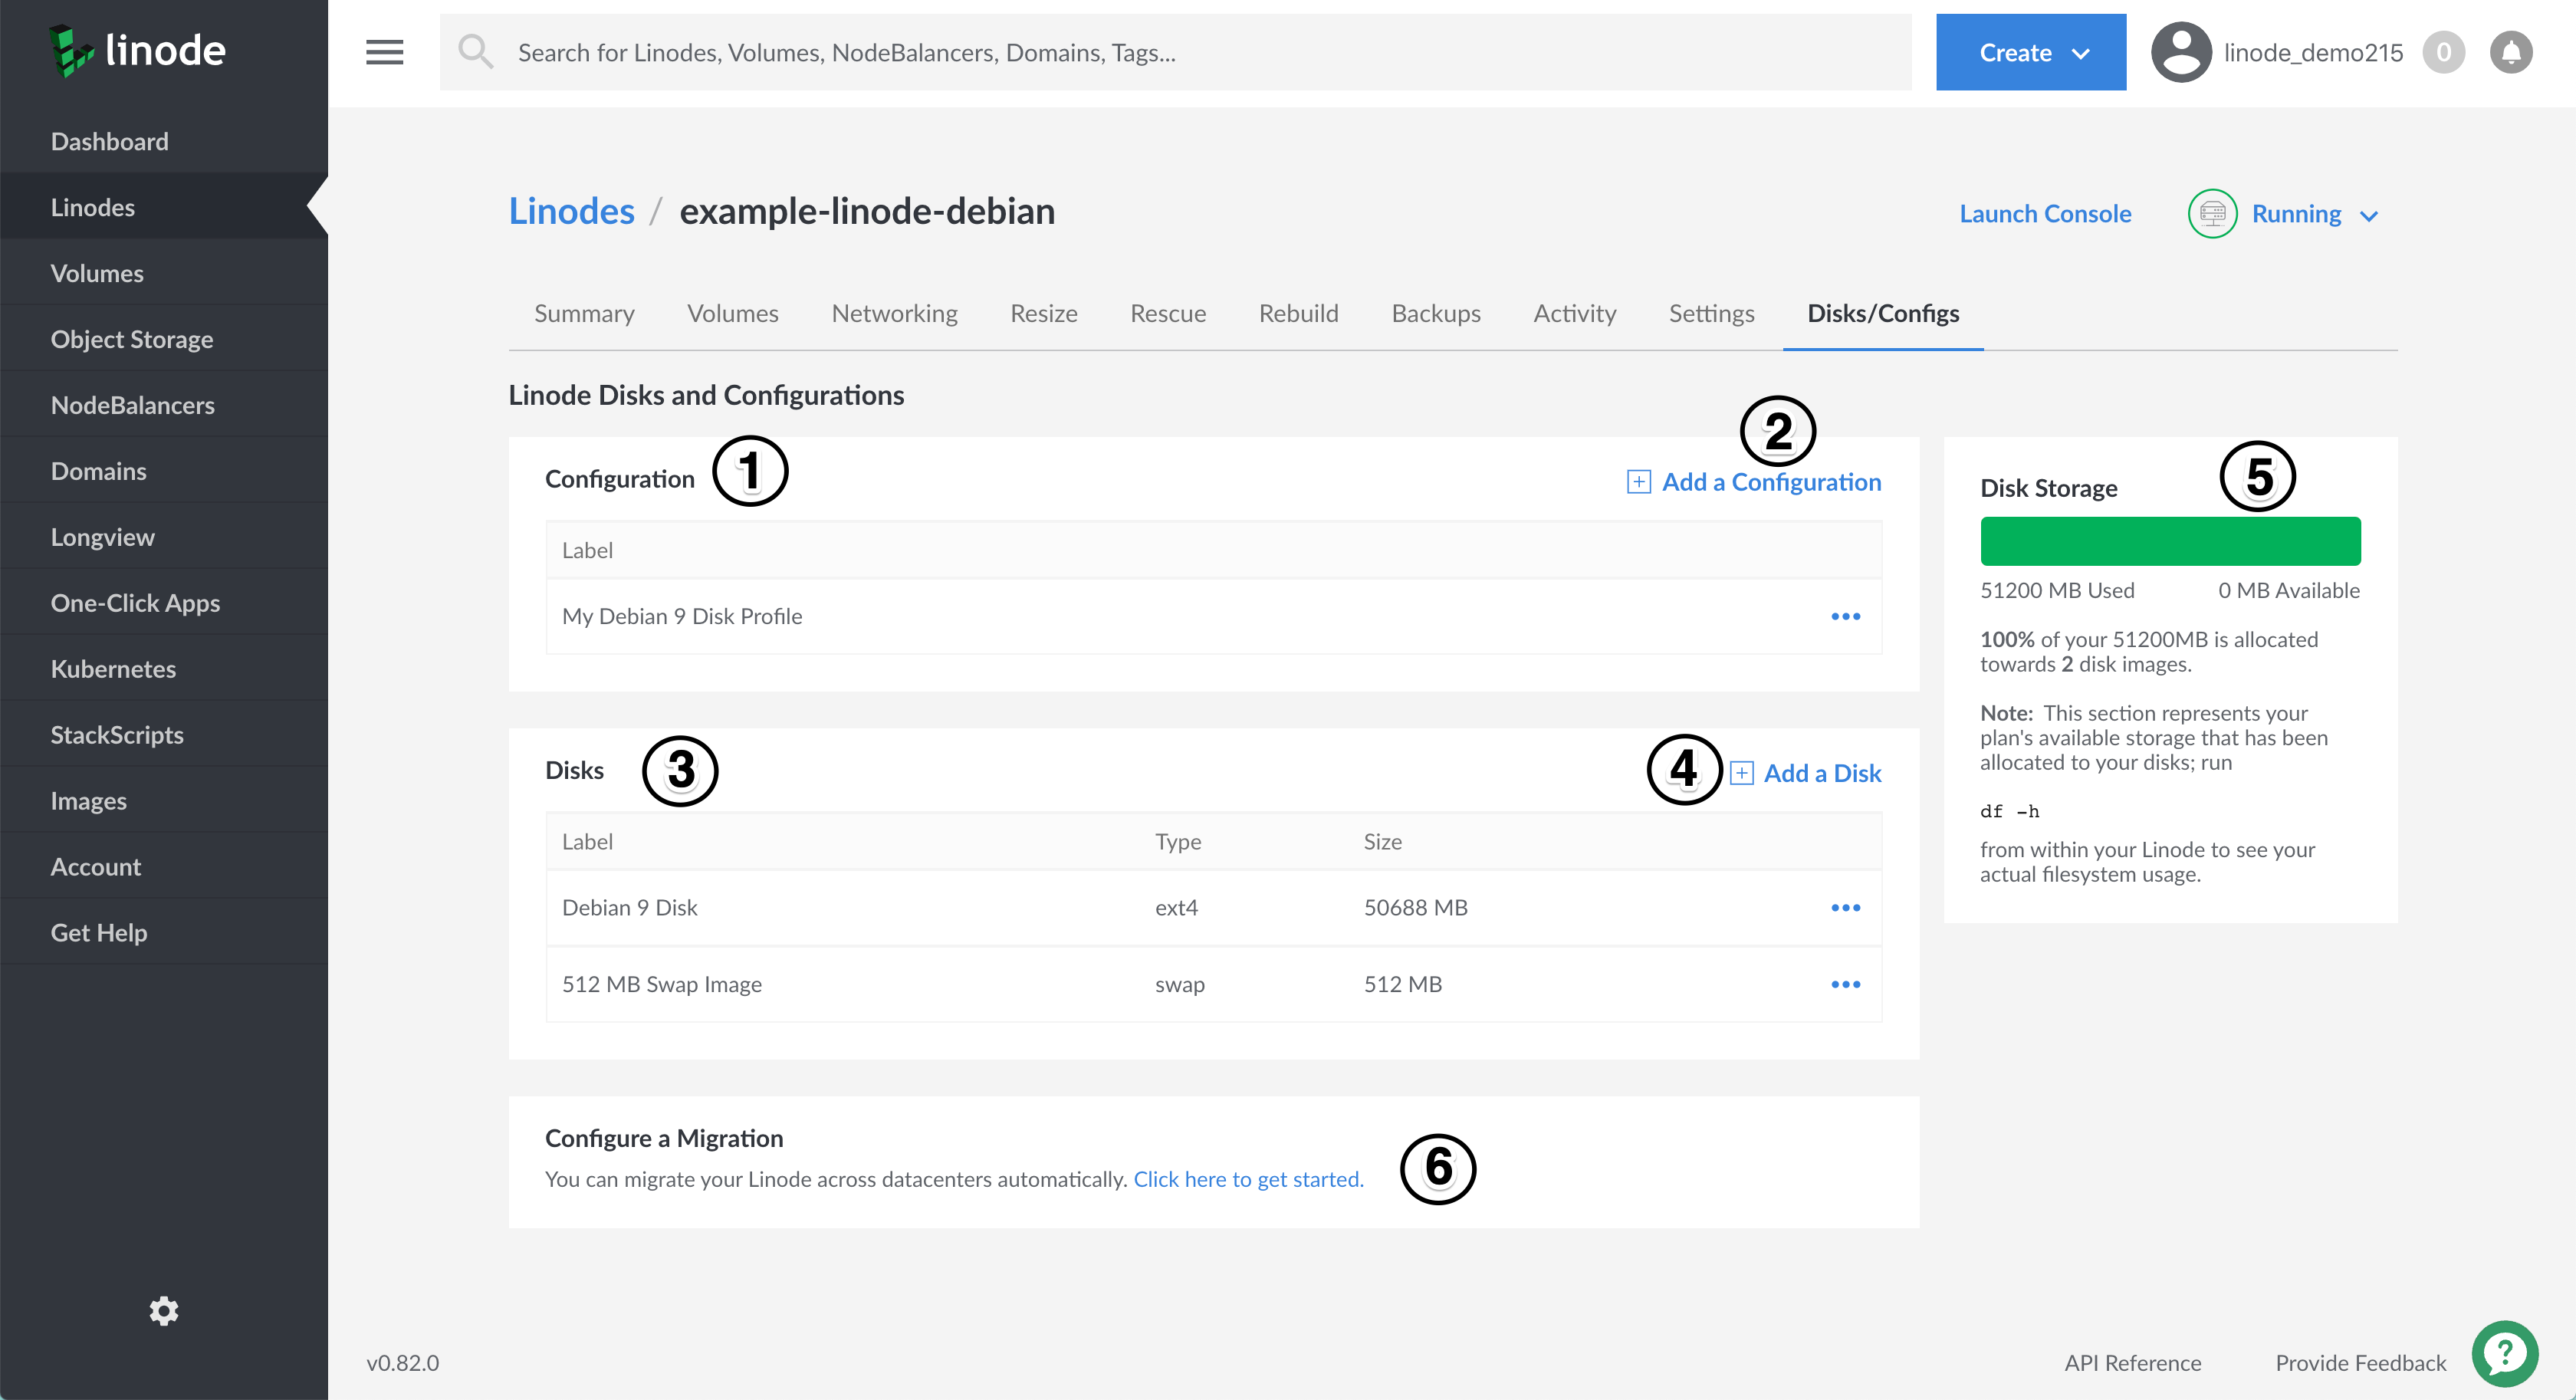 linode
Search for Linodes, Volumes, NodeBalancers, Domains, Tags...
Create
linode_demo215
0
Dashboard
Linodes
Volumes
Object Storage
NodeBalancers
Domains
Longview
One-Click Apps
Kubernetes
StackScripts
Images
Account
Get Help
Linodes / example-linode-debian
Launch Console
Running
Summary Volumes Networking Resize Rescue Rebuild Backups Activity Settings Disks/Configs
Linode Disks and Configurations
Configuration 1
2
Add a Configuration
Label
My Debian 9 Disk Profile
Disks 3
4 Add a Disk
Label Type Size
Debian 9 Disk ext4 50688 MB
512 MB Swap Image swap 512 MB
Configure a Migration
You can migrate your Linode across datacenters automatically. Click here to get started.
6
Disk Storage 5
51200 MB Used 0 MB Available
100% of your 51200MB is allocated
towards 2 disk images.
Note: This section represents your
plan's available storage that has been
allocated to your disks; run
df -h
from within your Linode to see your
actual filesystem usage.
v0.82.0
API Reference
Provide Feedback
?